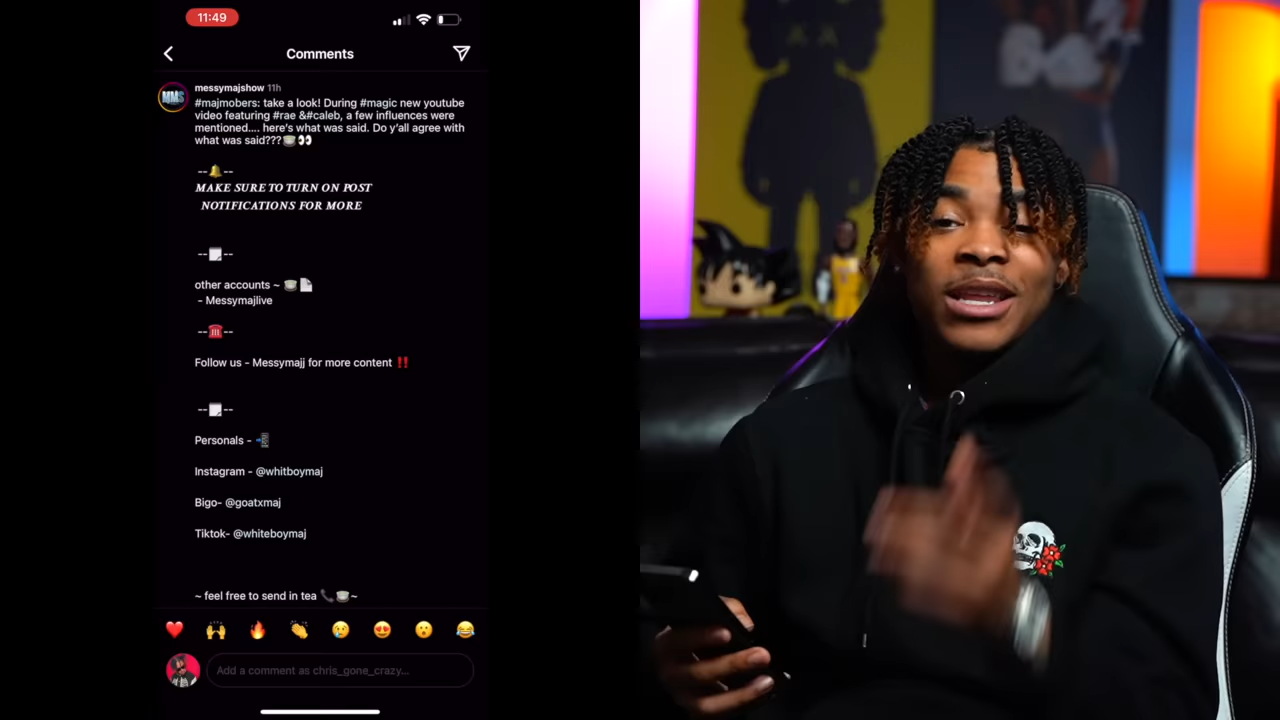 11:49
Comments
messymajshow 11h
#majmobers: take a look! During #magic new youtube
video featuring #rae &#caleb, a few influences were
mentioned.... here's what was said. Do y'all agree with
what was said???🍵👀
--🔔--
MAKE SURE TO TURN ON POST
NOTIFICATIONS FOR MORE
--🗒️--
other accounts ~ 🍵📄
- Messymajlive
--☎️--
Follow us - Messymajj for more content ‼️
--🗒️--
Personals - 📲
Instagram - @whitboymaj
Bigo- @goatxmaj
Tiktok- @whiteboymaj
~ feel free to send in tea 📞🍵~
❤️ 🙌 🔥 👏 😢 😍 😮 😂
Add a comment as chris_gone_crazy...
MMS